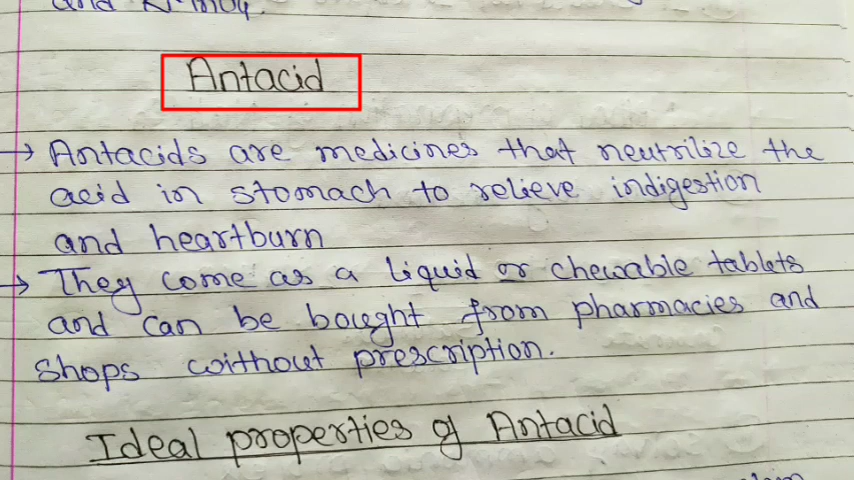 Antacid
→ Antacids are medicines that neutrilize the
acid in stomach to relieve indigestion
and heartburn
→ They come as a liquid or chewable tablets
and can be bought from pharmacies and
shops without prescription.
Ideal properties of Antacid